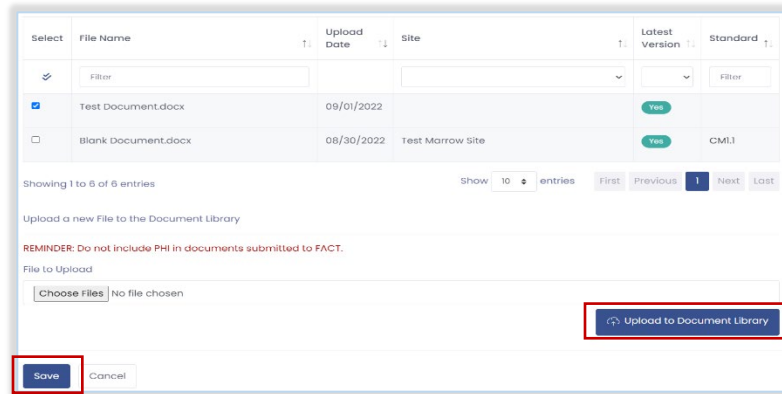 Select File Name Upload Date Site Latest Version Standard
Filter Filter
Test Document.docx 09/01/2022 Yes
Blank Document.docx 08/30/2022 Test Marrow Site Yes CM1.1
Showing 1 to 6 of 6 entries Show 10 entries First Previous 1 Next Last
Upload a new File to the Document Library
REMINDER: Do not include PHI in documents submitted to FACT.
File to Upload
Choose Files No file chosen
Upload to Document Library
Save Cancel